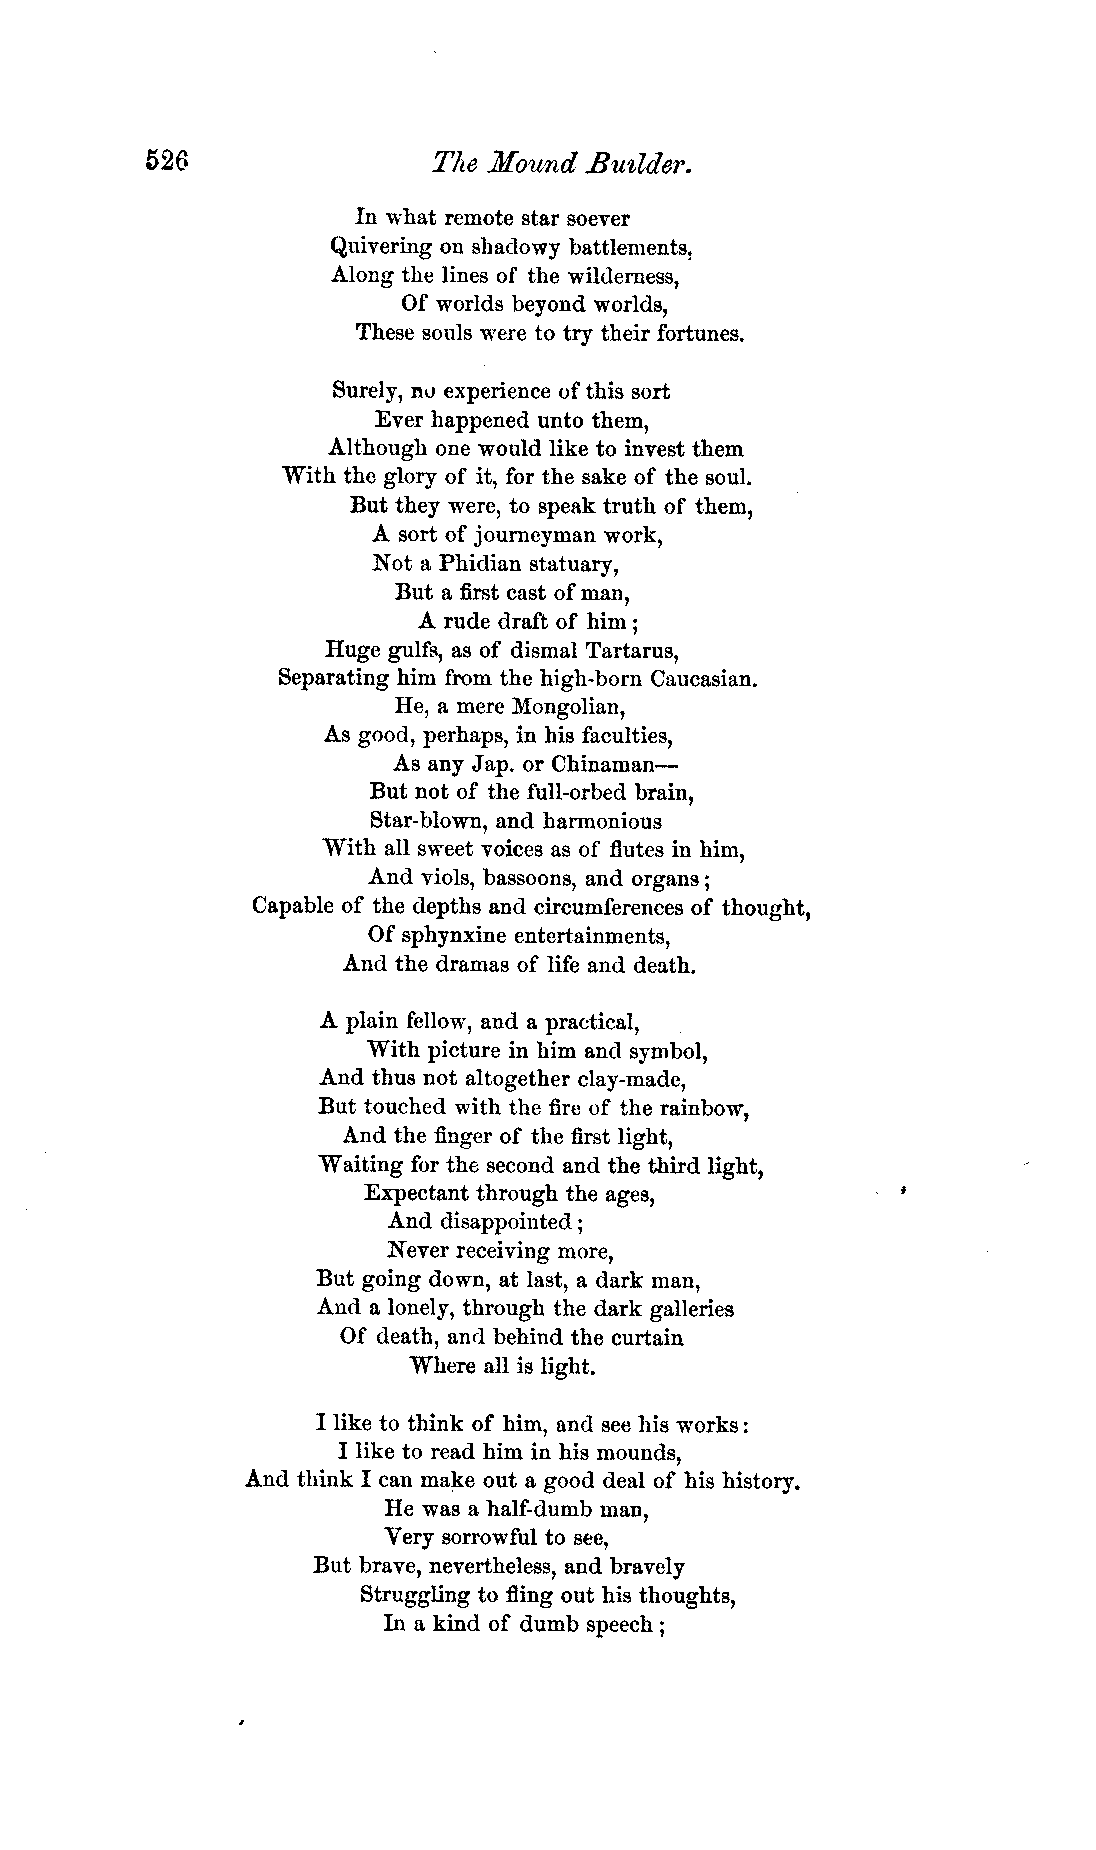 526 The Mound Builder.
In what remote star soever
Quivering on shadowy battlements,
Along the lines of the wilderness,
Of worlds beyond worlds,
These souls were to try their fortunes.
Surely, no experience of this sort
Ever happened unto them,
Although one would like to invest them
With the glory of it, for the sake of the soul.
But they were, to speak truth of them,
A sort of journeyman work,
Not a Phidian statuary,
But a first cast of man,
A rude draft of him ;
Huge gulfs, as of dismal Tartarus,
Separating him from the high-born Caucasian.
He, a mere Mongolian,
As good, perhaps, in his faculties,
As any Jap. or Chinaman—
But not of the full-orbed brain,
Star-blown, and harmonious
With all sweet voices as of flutes in him,
And viols, bassoons, and organs ;
Capable of the depths and circumferences of thought,
Of sphynxine entertainments,
And the dramas of life and death.
A plain fellow, and a practical,
With picture in him and symbol,
And thus not altogether clay-made,
But touched with the fire of the rainbow,
And the finger of the first light,
Waiting for the second and the third light,
Expectant through the ages,
And disappointed ;
Never receiving more,
But going down, at last, a dark man,
And a lonely, through the dark galleries
Of death, and behind the curtain
Where all is light.
I like to think of him, and see his works :
I like to read him in his mounds,
And think I can make out a good deal of his history.
He was a half-dumb man,
Very sorrowful to see,
But brave, nevertheless, and bravely
Struggling to fling out his thoughts,
In a kind of dumb speech ;